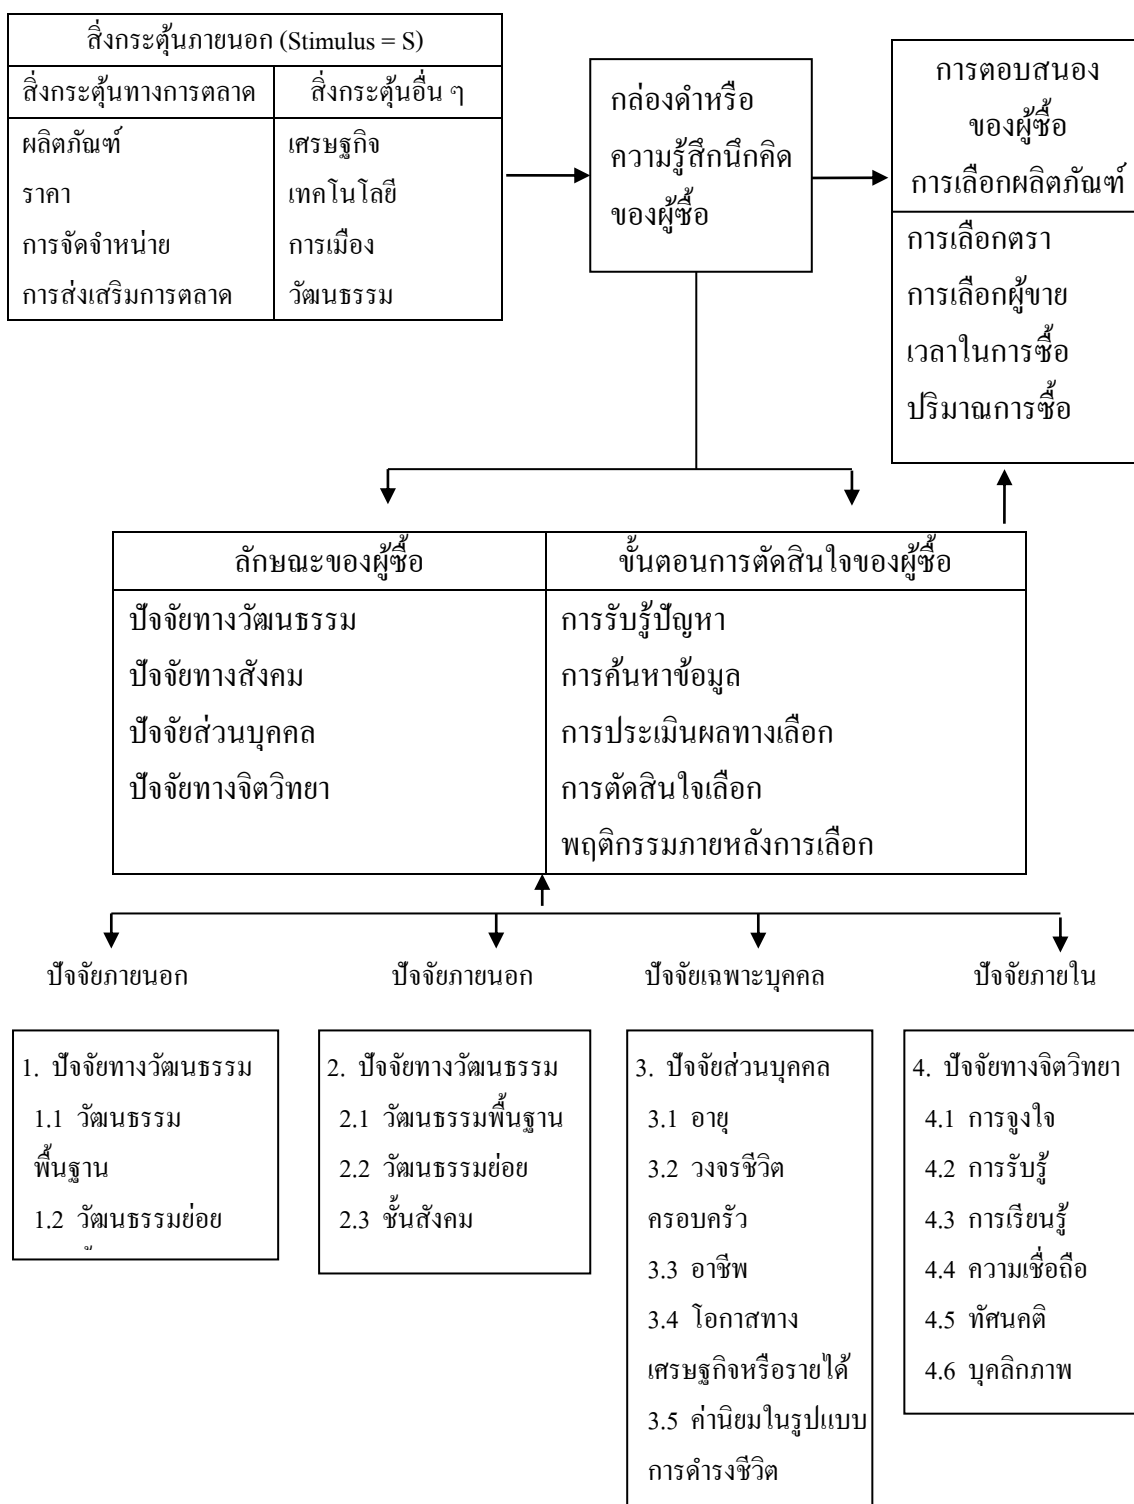 สิ่งกระตุ้นภายนอก (Stimulus = S)
สิ่งกระตุ้นทางการตลาด
สิ่งกระตุ้นอื่น ๆ
ผลิตภัณฑ์
ราคา
การจัดจำหน่าย
การส่งเสริมการตลาด
เศรษฐกิจ
เทคโนโลยี
การเมือง
วัฒนธรรม
กล่องดำหรือ
ความรู้สึกนึกคิด
ของผู้ซื้อ
การตอบสนอง
ของผู้ซื้อ
การเลือกผลิตภัณฑ์
การเลือกตรา
การเลือกผู้ขาย
เวลาในการซื้อ
ปริมาณการซื้อ
ลักษณะของผู้ซื้อ
ปัจจัยทางวัฒนธรรม
ปัจจัยทางสังคม
ปัจจัยส่วนบุคคล
ปัจจัยทางจิตวิทยา
ขั้นตอนการตัดสินใจของผู้ซื้อ
การรับรู้ปัญหา
การค้นหาข้อมูล
การประเมินผลทางเลือก
การตัดสินใจเลือก
พฤติกรรมภายหลังการเลือก
ปัจจัยภายนอก
1. ปัจจัยทางวัฒนธรรม
1.1 วัฒนธรรม
พื้นฐาน
1.2 วัฒนธรรมย่อย
ปัจจัยภายนอก
2. ปัจจัยทางวัฒนธรรม
2.1 วัฒนธรรมพื้นฐาน
2.2 วัฒนธรรมย่อย
2.3 ชั้นสังคม
ปัจจัยเฉพาะบุคคล
3. ปัจจัยส่วนบุคคล
3.1 อายุ
3.2 วงจรชีวิต
ครอบครัว
3.3 อาชีพ
3.4 โอกาสทาง
เศรษฐกิจหรือรายได้
3.5 ค่านิยมในรูปแบบ
การดำรงชีวิต
ปัจจัยภายใน
4. ปัจจัยทางจิตวิทยา
4.1 การจูงใจ
4.2 การรับรู้
4.3 การเรียนรู้
4.4 ความเชื่อถือ
4.5 ทัศนคติ
4.6 บุคลิกภาพ